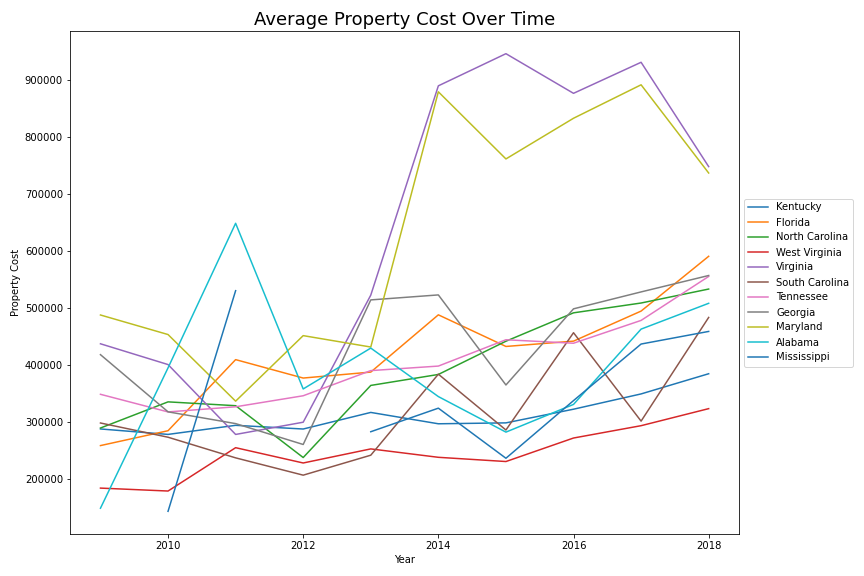 Average Property Cost Over Time
Property Cost
900000
800000
700000
600000
500000
400000
300000
200000
2010
2012
2014
2016
2018
Year
Kentucky
Florida
North Carolina
West Virginia
Virginia
South Carolina
Tennessee
Georgia
Maryland
Alabama
Mississippi